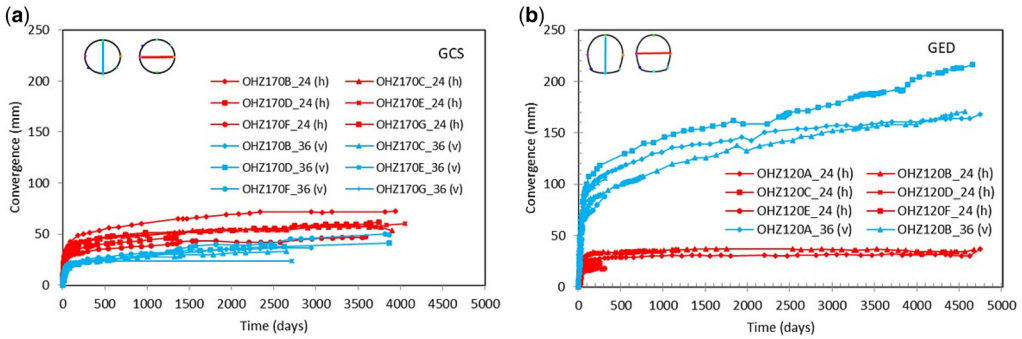 (a)
250
200
150
100
50
0
Convergence (mm)
GCS
OHZ170B_24 (h) OHZ170C_24 (h)
OHZ170D_24 (h) OHZ170E_24 (h)
OHZ170F_24 (h) OHZ170G_24 (h)
OHZ170B_36 (v) OHZ170C_36 (v)
OHZ170D_36 (v) OHZ170E_36 (v)
OHZ170F_36 (v) OHZ170G_36 (v)
0 500 1000 1500 2000 2500 3000 3500 4000 4500 5000
Time (days)
(b)
250
200
150
100
50
0
Convergence (mm)
GED
OHZ120A_24 (h) OHZ120B_24 (h)
OHZ120C_24 (h) OHZ120D_24 (h)
OHZ120E_24 (h) OHZ120F_24 (h)
OHZ120A_36 (v) OHZ120B_36 (v)
0 500 1000 1500 2000 2500 3000 3500 4000 4500 5000
Time (days)